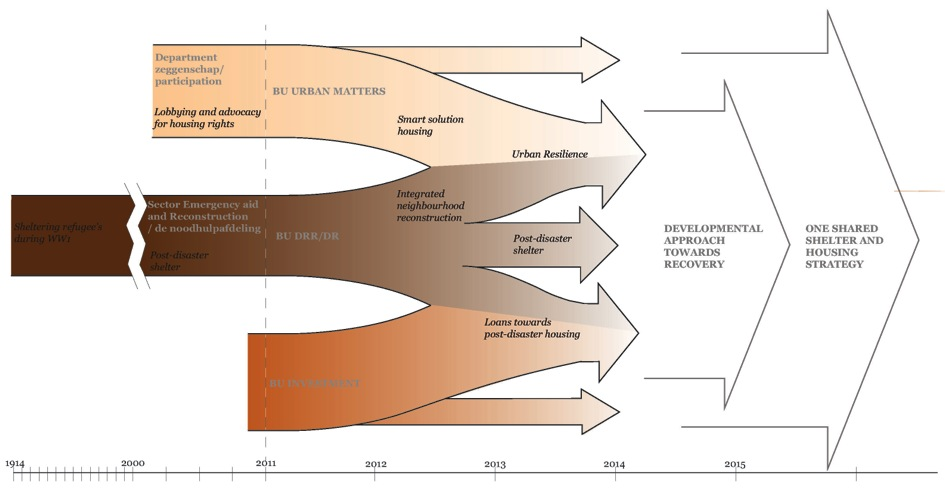 Department
zeggenschap/
participation
BU URBAN MATTERS
Lobbying and advocacy
for housing rights
Smart solution
housing
Urban Resilience
Sector Emergency aid
and Reconstruction
/ de noodhulpafdeling
Sheltering refugee's
during WW1
BU DRR/DR
Post-disaster
shelter
Integrated
neighbourhood
reconstruction
Post-disaster
shelter
DEVELOPMENTAL
APPROACH
TOWARDS
RECOVERY
ONE SHARED
SHELTER AND
HOUSING
STRATEGY
Loans towards
post-disaster housing
BU INVESTMENT
1914 2000 2011 2012 2013 2014 2015